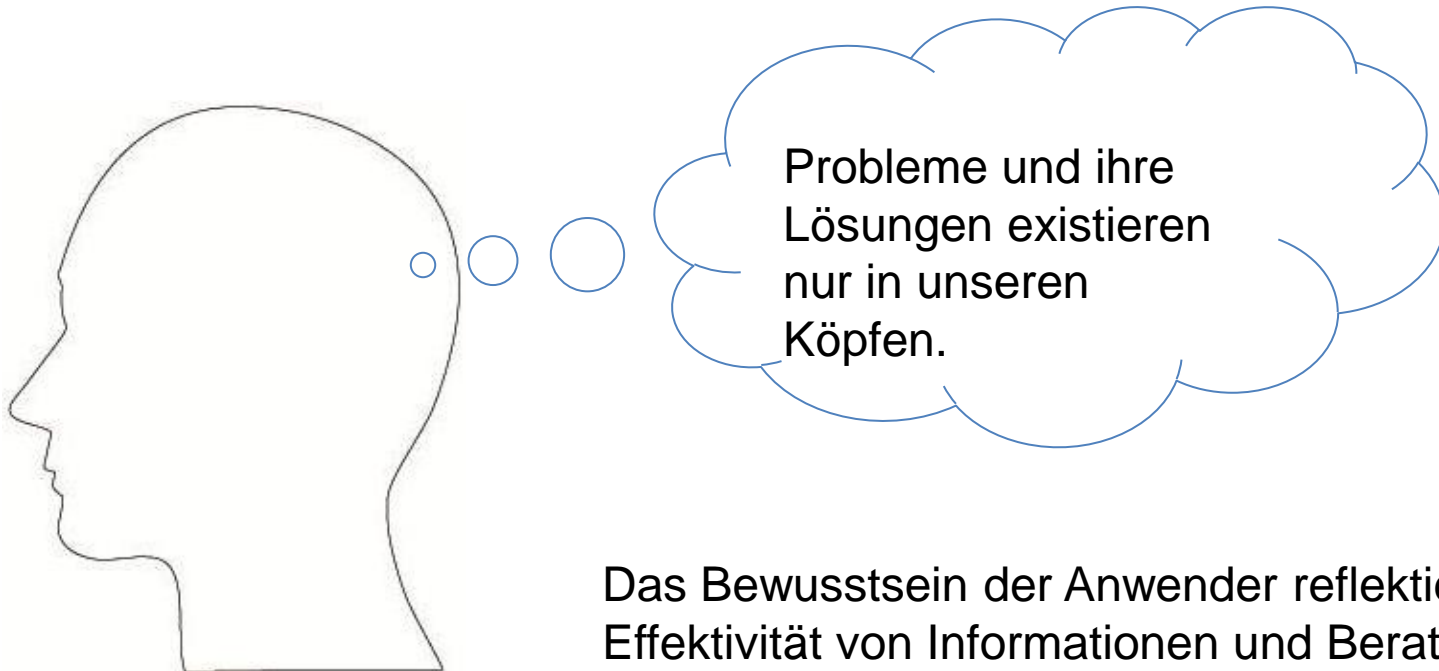 Probleme und ihre
Lösungen existieren
nur in unseren
Köpfen.
Das Bewusstsein der Anwender
Effektivität von Informationen und